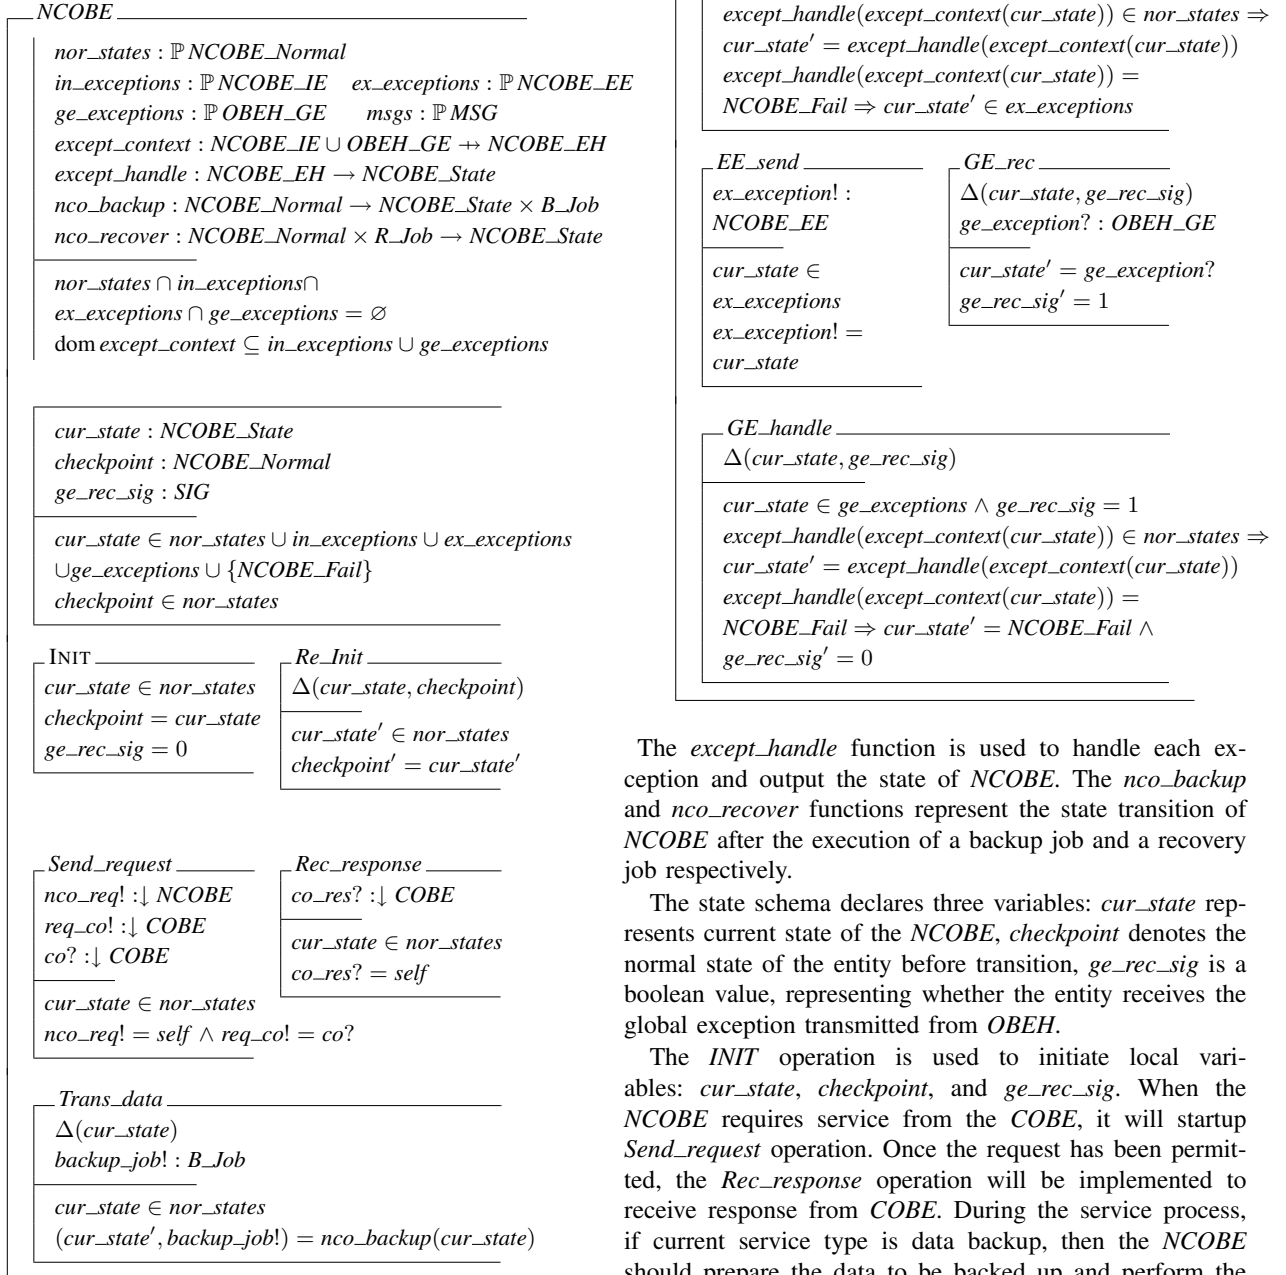 NCOBE
nor_states : ℙ NCOBE_Normal
in_exceptions : ℙ NCOBE_IE ex_exceptions : ℙ NCOBE_EE
ge_exceptions : ℙ OBEH_GE msgs : ℙ MSG
except_context : NCOBE_IE ∪ OBEH_GE ⇸ NCOBE_EH
except_handle : NCOBE_EH → NCOBE_State
nco_backup : NCOBE_Normal → NCOBE_State × B_Job
nco_recover : NCOBE_Normal × R_Job → NCOBE_State
nor_states ∩ in_exceptions∩
ex_exceptions ∩ ge_exceptions = ∅
dom except_context ⊆ in_exceptions ∪ ge_exceptions
cur_state : NCOBE_State
checkpoint : NCOBE_Normal
ge_rec_sig : SIG
cur_state ∈ nor_states ∪ in_exceptions ∪ ex_exceptions
∪ge_exceptions ∪ {NCOBE_Fail}
checkpoint ∈ nor_states
INIT
cur_state ∈ nor_states
checkpoint = cur_state
ge_rec_sig = 0
Re_Init
Δ(cur_state, checkpoint)
cur_state′ ∈ nor_states
checkpoint′ = cur_state′
Send_request
nco_req! :↓ NCOBE
req_co! :↓ COBE
co? :↓ COBE
cur_state ∈ nor_states
nco_req! = self ∧ req_co! = co?
Rec_response
co_res? :↓ COBE
cur_state ∈ nor_states
co_res? = self
Trans_data
Δ(cur_state)
backup_job! : B_Job
cur_state ∈ nor_states
(cur_state′, backup_job!) = nco_backup(cur_state)
except_handle(except_context(cur_state)) ∈ nor_states ⇒
cur_state′ = except_handle(except_context(cur_state))
except_handle(except_context(cur_state)) =
NCOBE_Fail ⇒ cur_state′ ∈ ex_exceptions
EE_send
ex_exception! :
NCOBE_EE
cur_state ∈
ex_exceptions
ex_exception! =
cur_state
GE_rec
Δ(cur_state, ge_rec_sig)
ge_exception? : OBEH_GE
cur_state′ = ge_exception?
ge_rec_sig′ = 1
GE_handle
Δ(cur_state, ge_rec_sig)
cur_state ∈ ge_exceptions ∧ ge_rec_sig = 1
except_handle(except_context(cur_state)) ∈ nor_states ⇒
cur_state′ = except_handle(except_context(cur_state))
except_handle(except_context(cur_state)) =
NCOBE_Fail ⇒ cur_state′ = NCOBE_Fail ∧
ge_rec_sig′ = 0
The except_handle function is used to handle each ex-
ception and output the state of NCOBE. The nco_backup
and nco_recover functions represent the state transition of
NCOBE after the execution of a backup job and a recovery
job respectively.
The state schema declares three variables: cur_state rep-
resents current state of the NCOBE, checkpoint denotes the
normal state of the entity before transition, ge_rec_sig is a
boolean value, representing whether the entity receives the
global exception transmitted from OBEH.
The INIT operation is used to initiate local vari-
ables: cur_state, checkpoint, and ge_rec_sig. When the
NCOBE requires service from the COBE, it will startup
Send_request operation. Once the request has been permit-
ted, the Rec_response operation will be implemented to
receive response from COBE. During the service process,
if current service type is data backup, then the NCOBE
should prepare the data to be backed up and perform the